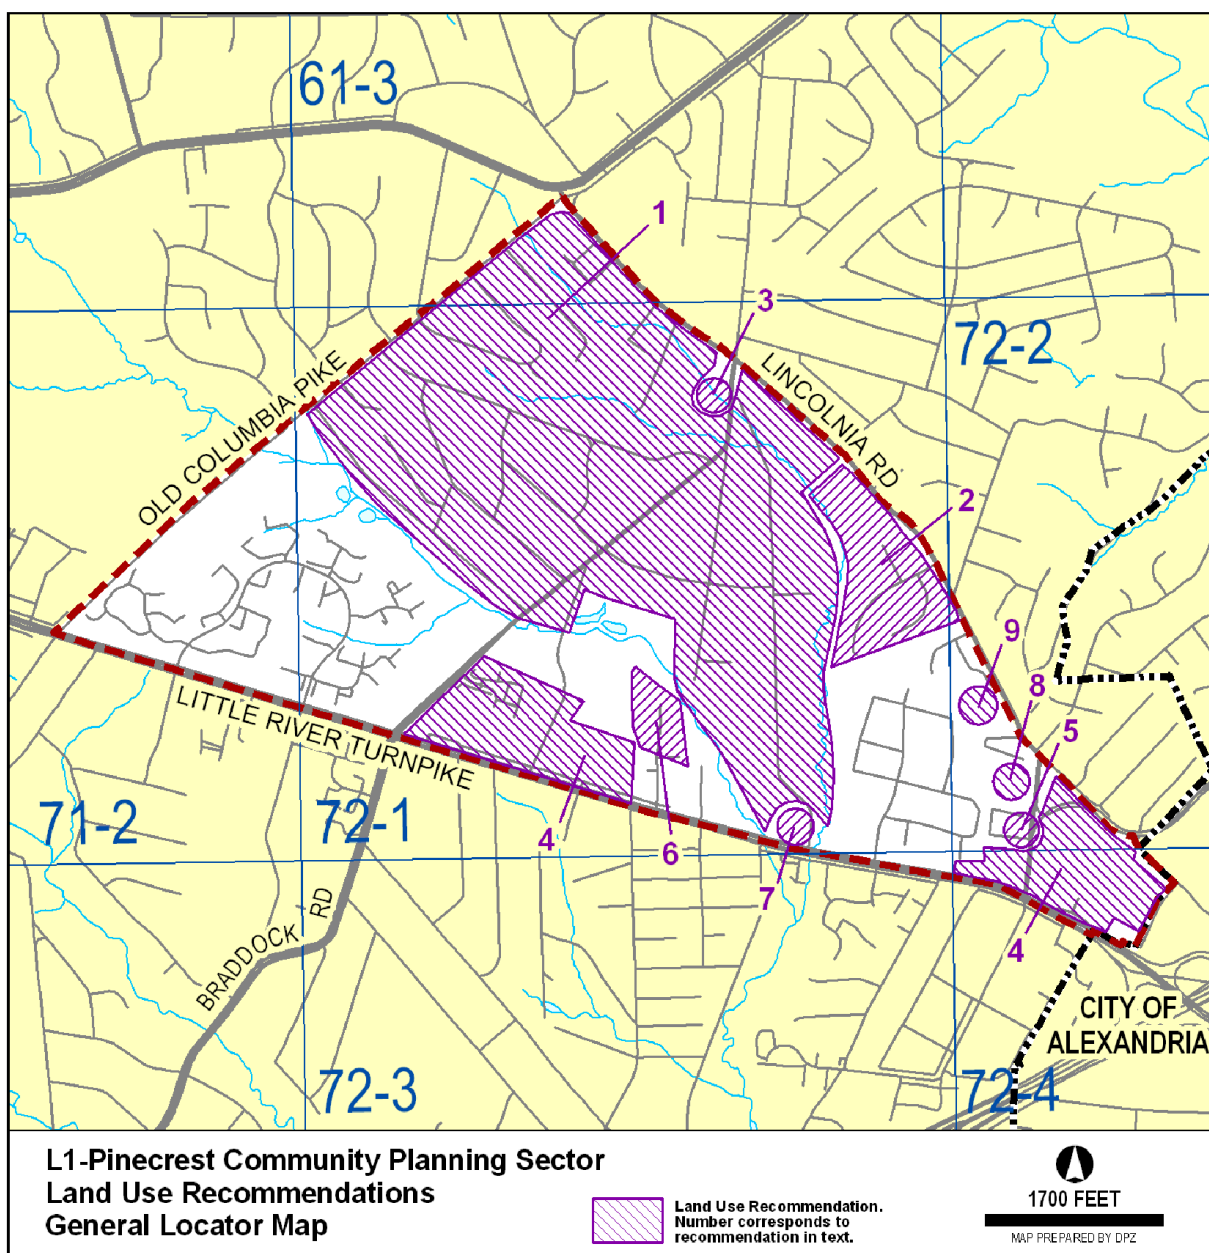 61-3
1
3
72-2
OLD COLUMBIA PIKE
LINCOLNIA RD
2
9
8
5
LITTLE RIVER TURNPIKE
71-2
72-1
4
6
7
4
BRADDOCK RD
CITY OF
ALEXANDRIA
72-3
72-4
L1-Pinecrest Community Planning Sector
Land Use Recommendations
General Locator Map
Land Use Recommendation.
Number corresponds to
recommendation in text.
1700 FEET
MAP PREPARED BY DPZ